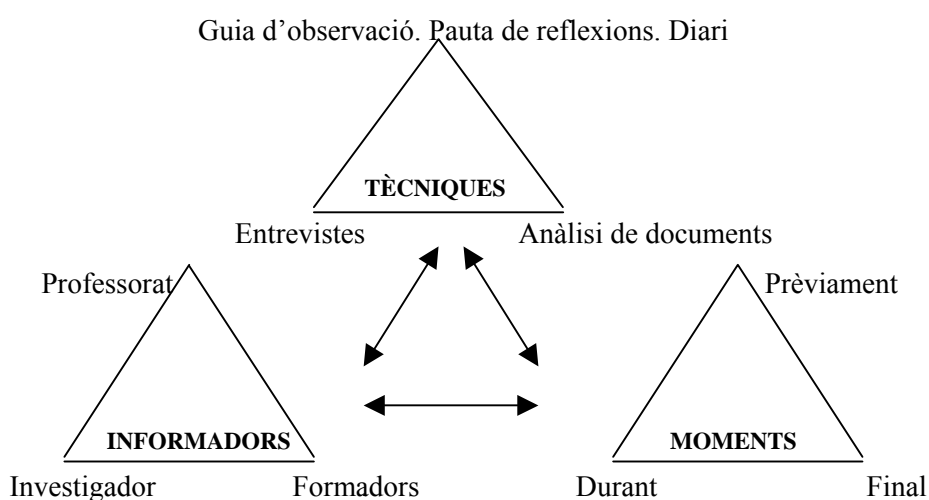 Guia d’observació. Pauta de reflexions. Diari
TÈCNIQUES
Entrevistes Anàlisi de documents
Professorat Prèviament
INFORMADORS MOMENTS
Investigador Formadors Durant Final